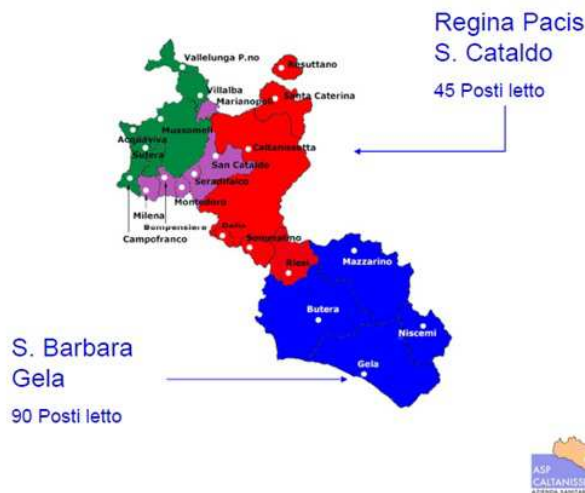 Regina Pacis
S. Cataldo
45 Posti letto
Vallelunga P.no
Resuttano
Villalba
Marianopoli
Santa Caterina
Mussomeli
Acquaviva
Sutera
Caltanissetta
San Cataldo
Serradifalco
Montedoro
Milena
Bompensiere
Campofranco
Delia
Sommatino
Riesi
Mazzarino
Butera
Niscemi
Gela
S. Barbara
Gela
90 Posti letto
ASP